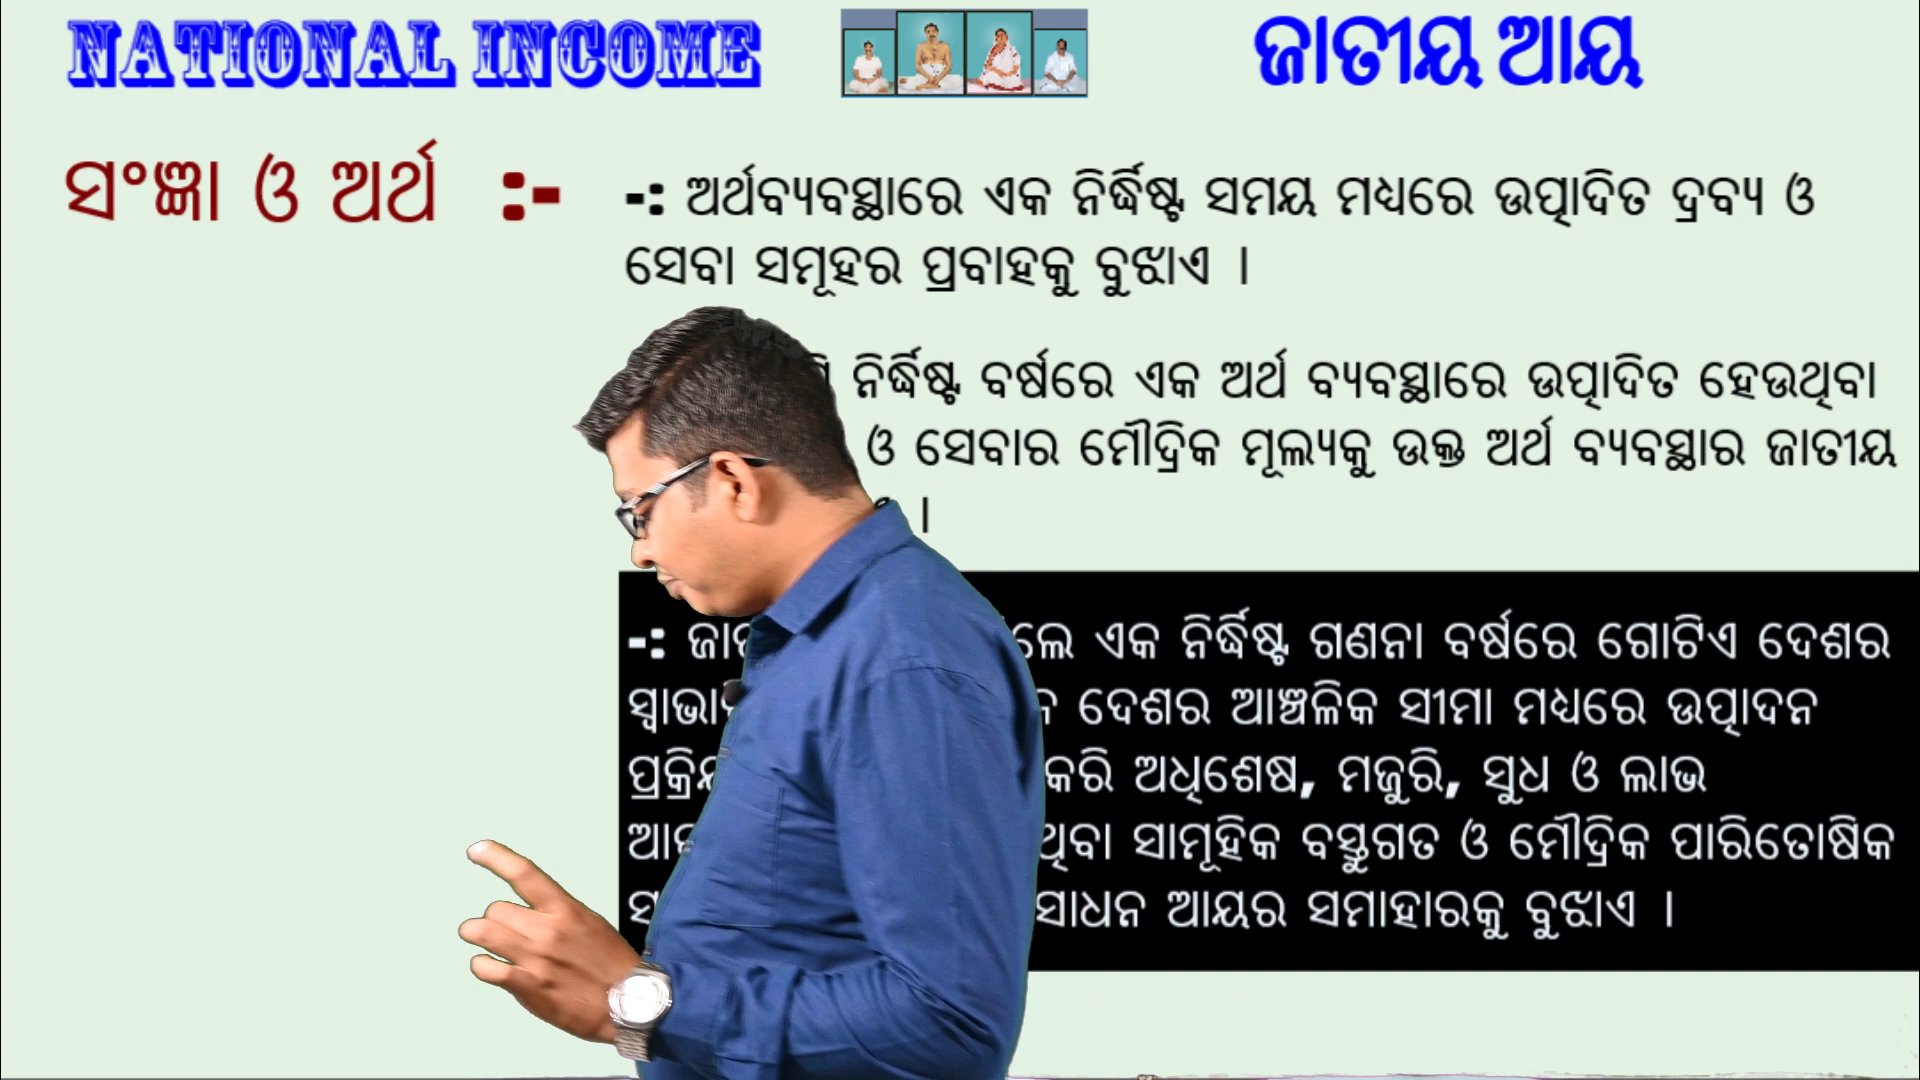 NATIONAL INCOME
ଜାତୀୟ ଆୟ
ସଂଜ୍ଞା ଓ ଅର୍ଥ :-
-: ଅର୍ଥବ୍ୟବସ୍ଥାରେ ଏକ ନିର୍ଦ୍ଧିଷ୍ଟ ସମୟ ମଧ୍ୟରେ ଉତ୍ପାଦିତ ଦ୍ରବ୍ୟ ଓ
ସେବା ସମୂହର ପ୍ରବାହକୁ ବୁଝାଏ ।
ନିର୍ଦ୍ଧିଷ୍ଟ ବର୍ଷରେ ଏକ ଅର୍ଥ ବ୍ୟବସ୍ଥାରେ ଉତ୍ପାଦିତ ହେଉଥିବା
ଓ ସେବାର ମୌଦ୍ରିକ ମୂଲ୍ୟକୁ ଉକ୍ତ ଅର୍ଥ ବ୍ୟବସ୍ଥାର ଜାତୀୟ
।
-: ଏକ ନିର୍ଦ୍ଧିଷ୍ଟ ଗଣନା ବର୍ଷରେ ଗୋଟିଏ ଦେଶର
ଦେଶର ଆଞ୍ଚଳିକ ସୀମା ମଧ୍ୟରେ ଉତ୍ପାଦନ
ଅଧିଶେଷ, ମଜୁରି, ସୁଧ ଓ ଲାଭ
ସାମୂହିକ ବସ୍ତୁଗତ ଓ ମୌଦ୍ରିକ ପାରିତୋଷିକ
ସାଧନ ଆୟର ସମାହାରକୁ ବୁଝାଏ ।